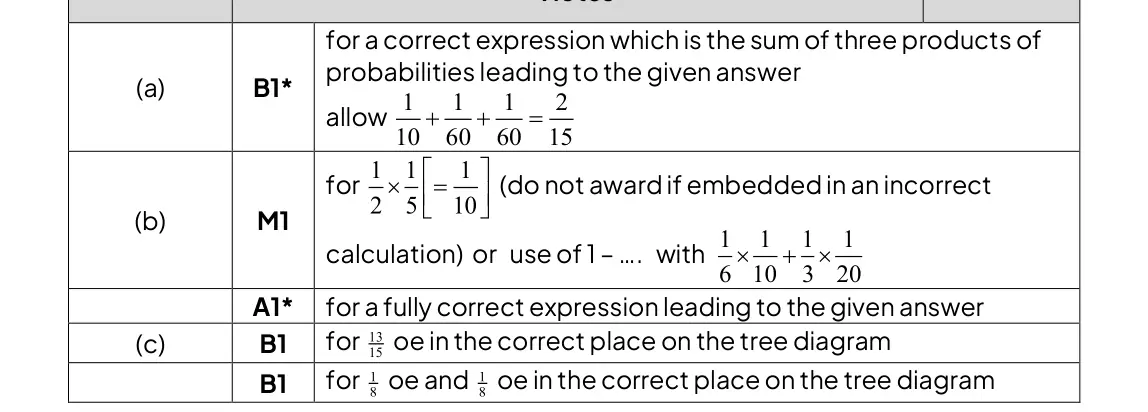 Notes
for a correct expression which is the sum of three products of
(a) B1* probabilities leading to the given answer
allow 1/10 + 1/60 + 1/60 = 2/15
for 1/2 × 1/5 [= 1/10] (do not award if embedded in an incorrect
(b) M1
calculation) or use of 1 – .... with 1/6 × 1/10 + 1/3 × 1/20
A1* for a fully correct expression leading to the given answer
(c) B1 for 13/15 oe in the correct place on the tree diagram
B1 for 1/8 oe and 1/8 oe in the correct place on the tree diagram